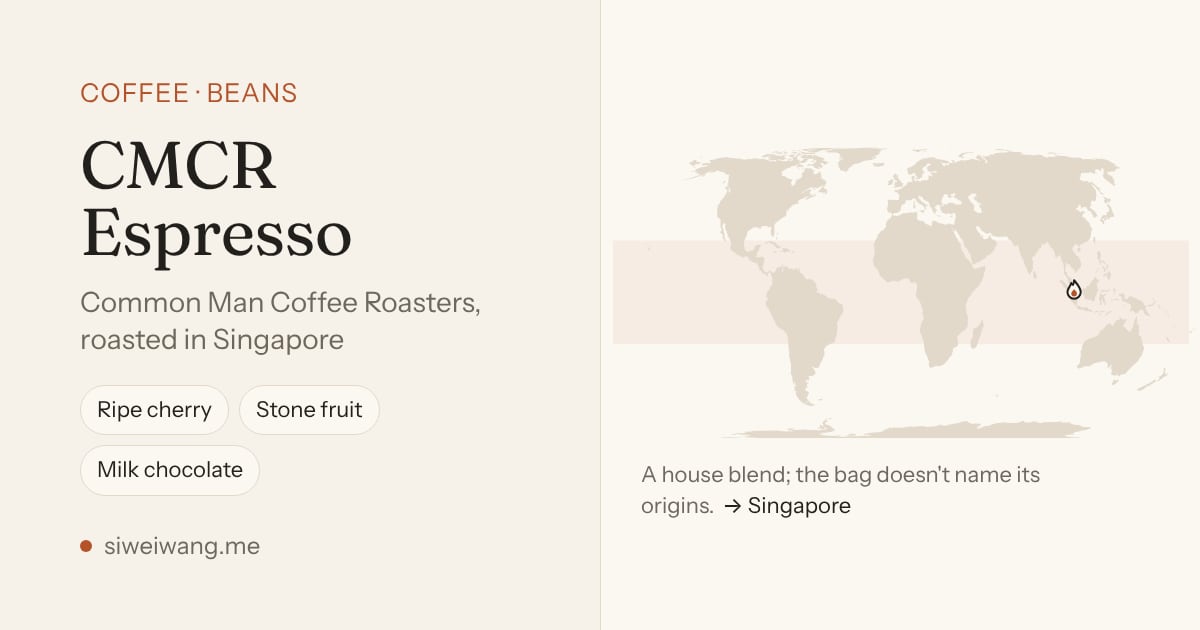 COFFEE · BEANS
CMCR
Espresso
Common Man Coffee Roasters,
roasted in Singapore
Ripe cherry
Stone fruit
Milk chocolate
siweiwang.me
A house blend; the bag doesn't name its
origins. → Singapore